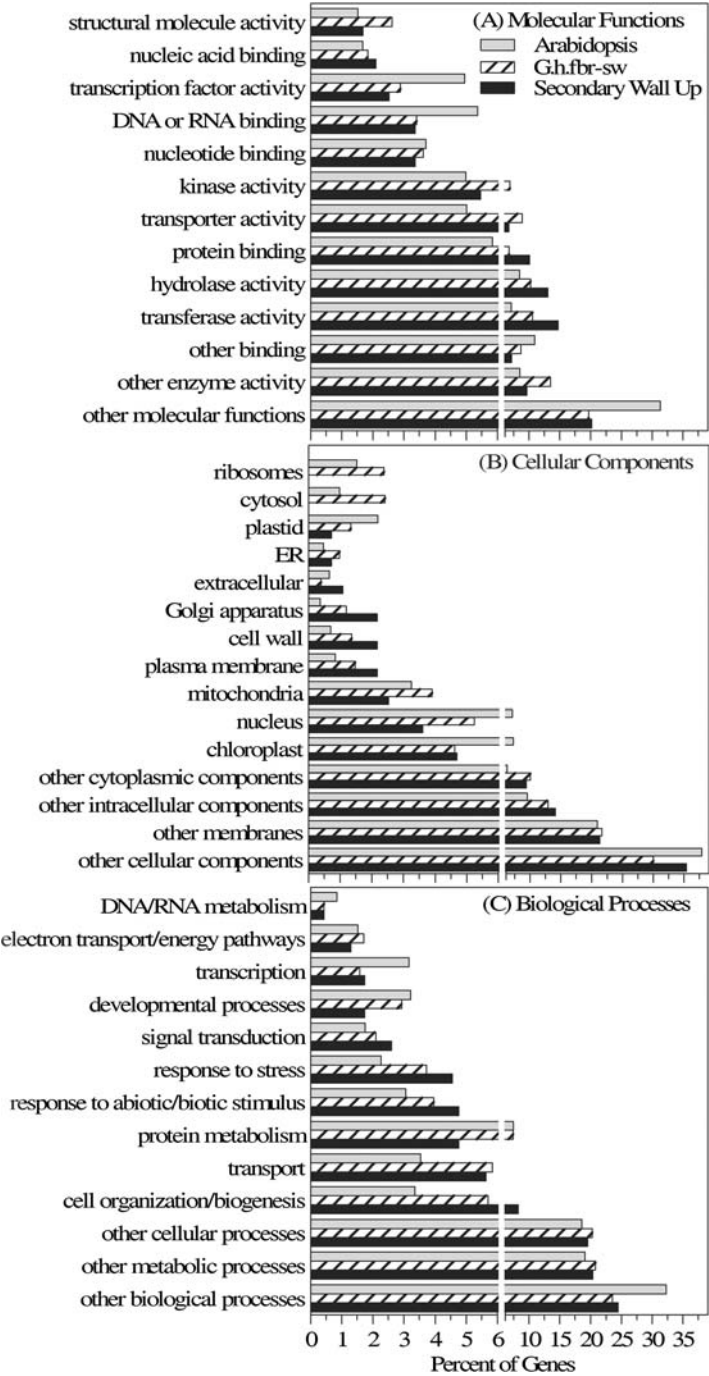 (A) Molecular Functions
Arabidopsis
G.h.fbr-sw
Secondary Wall Up
structural molecule activity
nucleic acid binding
transcription factor activity
DNA or RNA binding
nucleotide binding
kinase activity
transporter activity
protein binding
hydrolase activity
transferase activity
other binding
other enzyme activity
other molecular functions
(B) Cellular Components
ribosomes
cytosol
plastid
ER
extracellular
Golgi apparatus
cell wall
plasma membrane
mitochondria
nucleus
chloroplast
other cytoplasmic components
other intracellular components
other membranes
other cellular components
(C) Biological Processes
DNA/RNA metabolism
electron transport/energy pathways
transcription
developmental processes
signal transduction
response to stress
response to abiotic/biotic stimulus
protein metabolism
transport
cell organization/biogenesis
other cellular processes
other metabolic processes
other biological processes
0 1 2 3 4 5 6 10 15 20 25 30 35
Percent of Genes